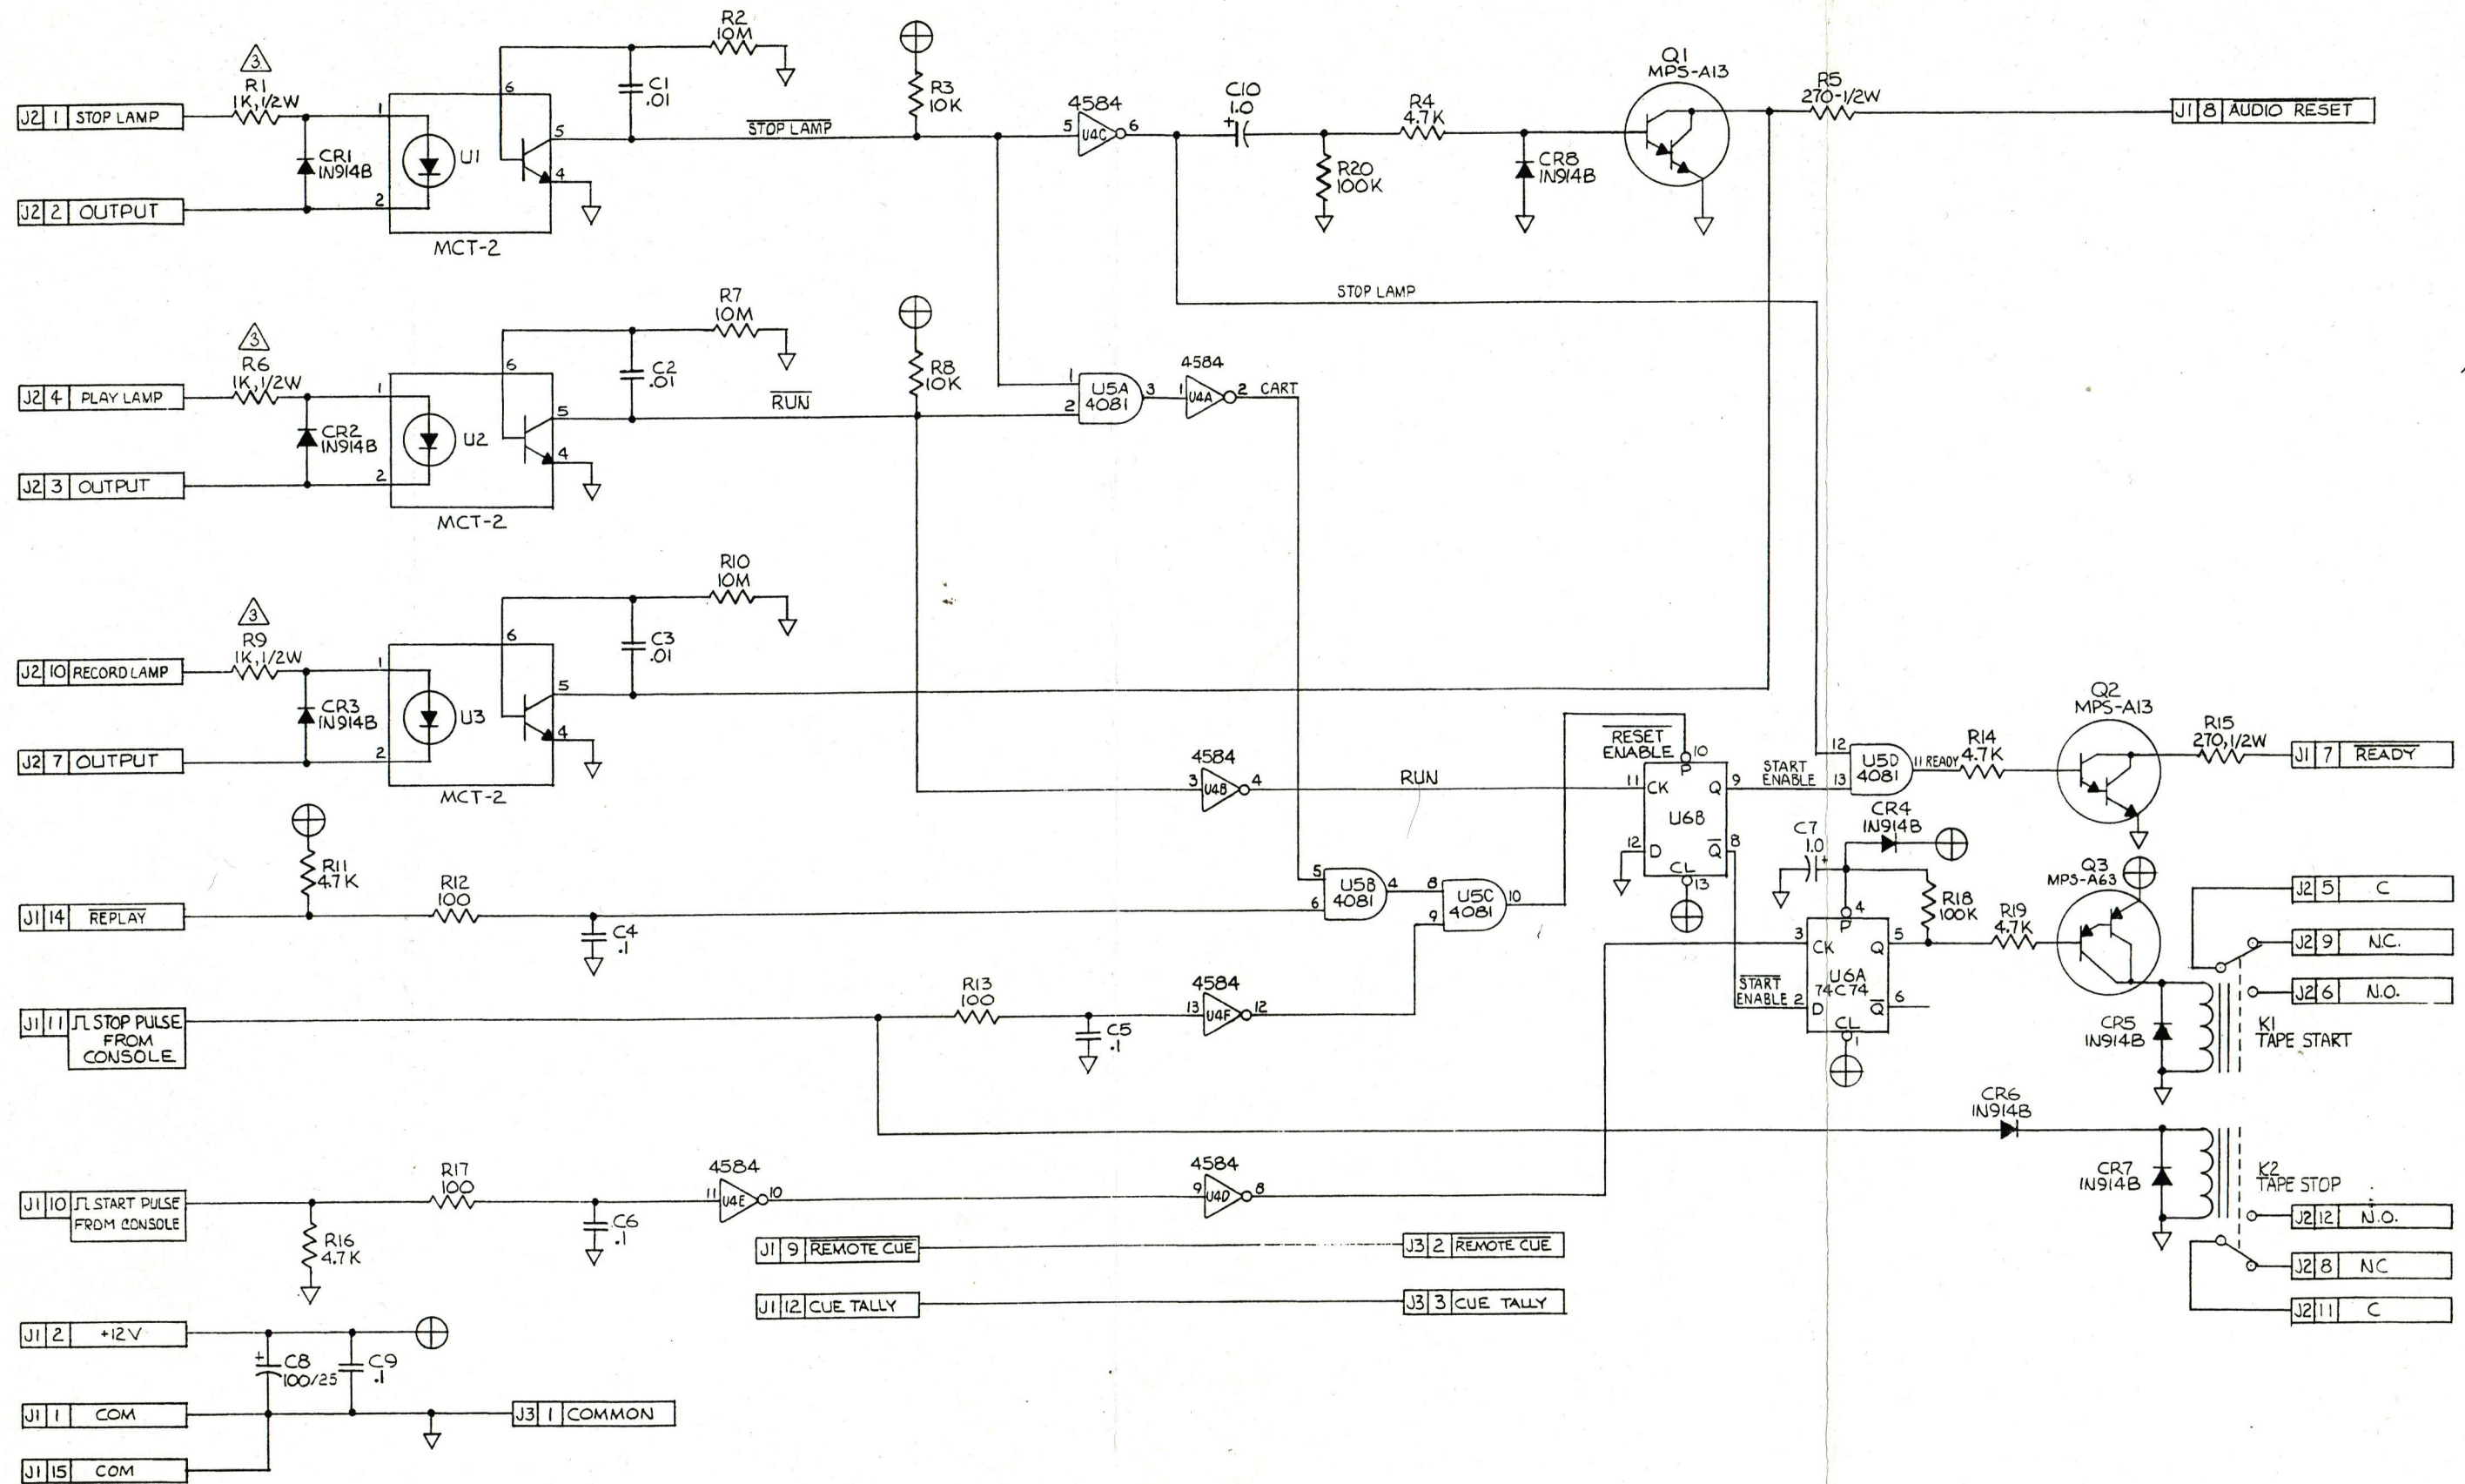 3
R1
1K,1/2W
J2 1 STOP LAMP
1
CR1
1N914B
U1
J2 2 OUTPUT
2
MCT-2
6
5
4
R2
10M
C1
.01
STOP LAMP
R3
10K
4584
5 U4C 6
C10
1.0
+
R20
100K
R4
4.7K
CR8
1N914B
Q1
MPS-A13
R5
270-1/2W
J1 8 AUDIO RESET
STOP LAMP
3
R6
1K,1/2W
J2 4 PLAY LAMP
1
CR2
1N914B
U2
J2 3 OUTPUT
2
MCT-2
6
5
4
R7
10M
C2
.01
RUN
R8
10K
1
2
U5A
4081
3
4584
1 U4A 2 CART
3
R9
1K,1/2W
J2 10 RECORD LAMP
1
CR3
1N914B
U3
J2 7 OUTPUT
2
MCT-2
6
5
4
R10
10M
C3
.01
4584
3 U4B 4
RUN
RESET
ENABLE
10
P
11 CK
Q 9
U6B
12 D
Q 8
CL
13
START
ENABLE
12
13
U5D
4081
11 READY
R14
4.7K
Q2
MPS-A13
R15
270,1/2W
J1 7 READY
R11
4.7K
J1 14 REPLAY
R12
100
C4
.1
5
6
U5B
4081
4
8
9
U5C
4081
10
C7
1.0
+
CR4
1N914B
4
P
3
CK
Q
5
U6A
74C74
START
ENABLE 2
D
Q
6
CL
1
R18
100K
R19
4.7K
Q3
MPS-A63
J2 5 C
J2 9 N.C.
J2 6 N.O.
CR5
1N914B
K1
TAPE START
J1 11 STOP PULSE
FROM
CONSOLE
R13
100
C5
.1
4584
13 U4F 12
CR6
1N914B
CR7
1N914B
K2
TAPE STOP
J2 12 N.O.
J2 8 NC
J2 11 C
J1 10 START PULSE
FROM CONSOLE
R16
4.7K
R17
100
C6
.1
4584
11 U4E 10
4584
9 U4D 8
J1 9 REMOTE CUE
J3 2 REMOTE CUE
J1 12 CUE TALLY
J3 3 CUE TALLY
J1 2 +12V
+
C8
100/25
C9
.1
J1 1 COM
J3 1 COMMON
J1 15 COM